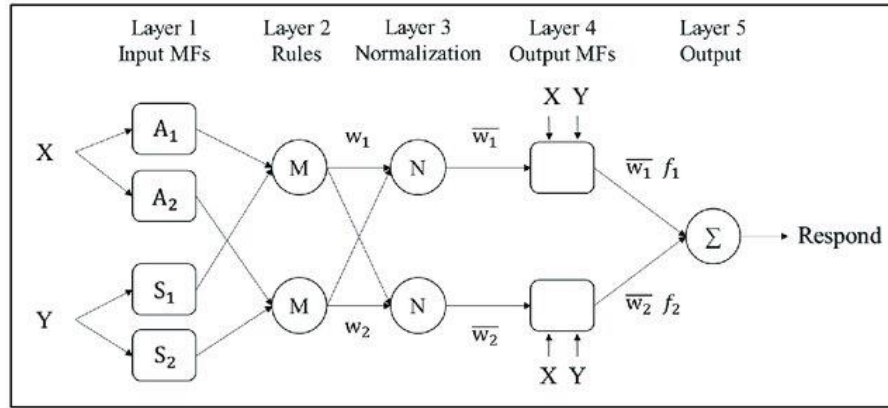 Layer 1 Layer 2 Layer 3 Layer 4 Layer 5
Input MFs Rules Normalization Output MFs Output
X Y
A₁ w₁ w̅₁
X M N w̅₁ f₁
A₂
Σ Respond
S₁
Y M N w̅₂ f₂
S₂ w₂ w̅₂
X Y